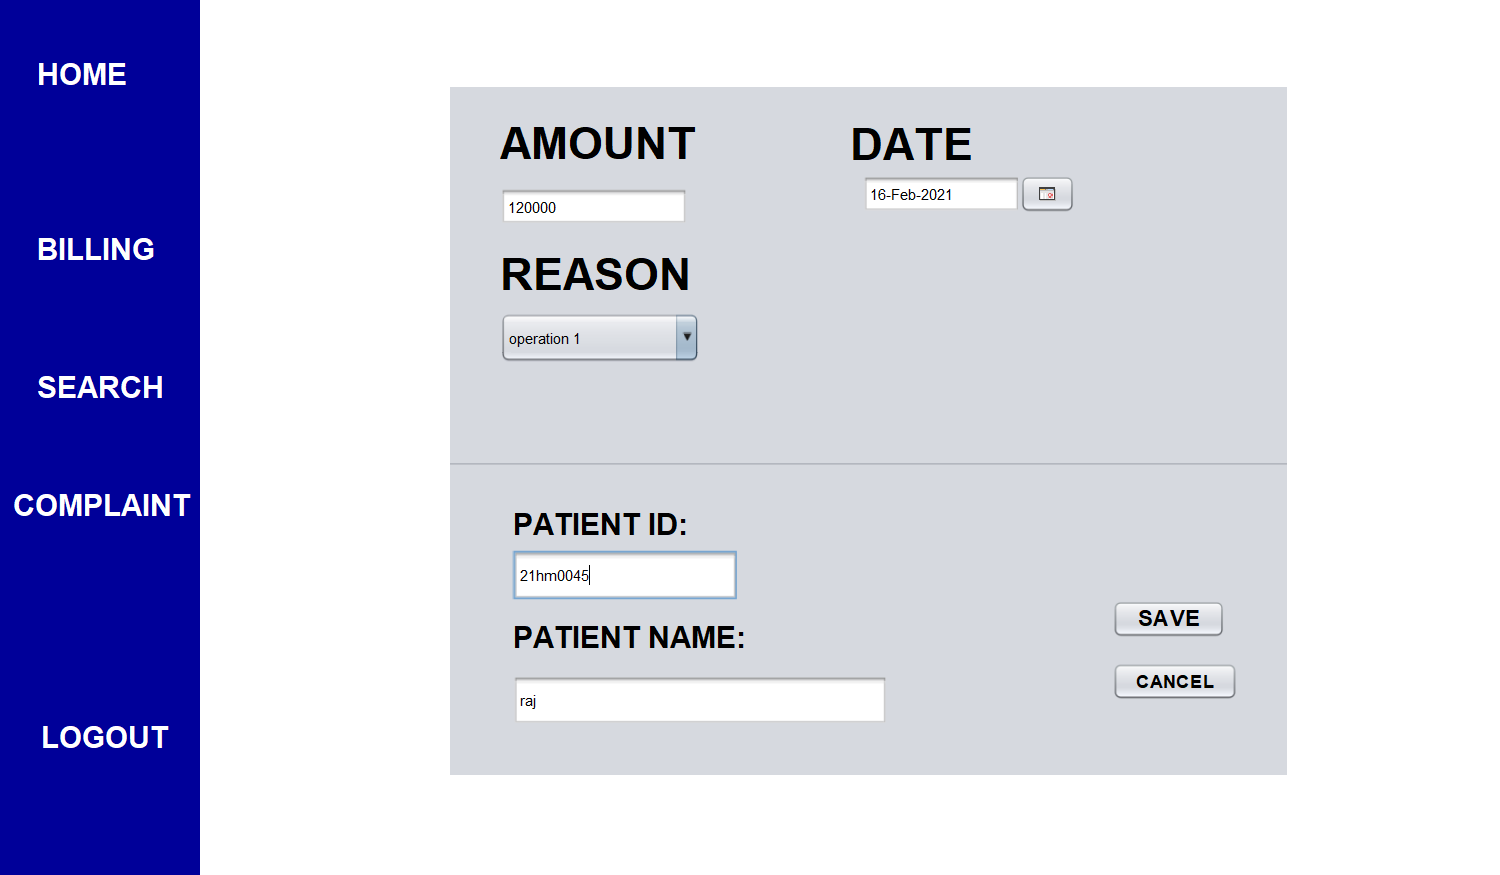 HOME
BILLING
SEARCH
COMPLAINT
LOGOUT
AMOUNT
120000
DATE
16-Feb-2021
REASON
operation 1
PATIENT ID:
21hm0045
PATIENT NAME:
raj
SAVE
CANCEL